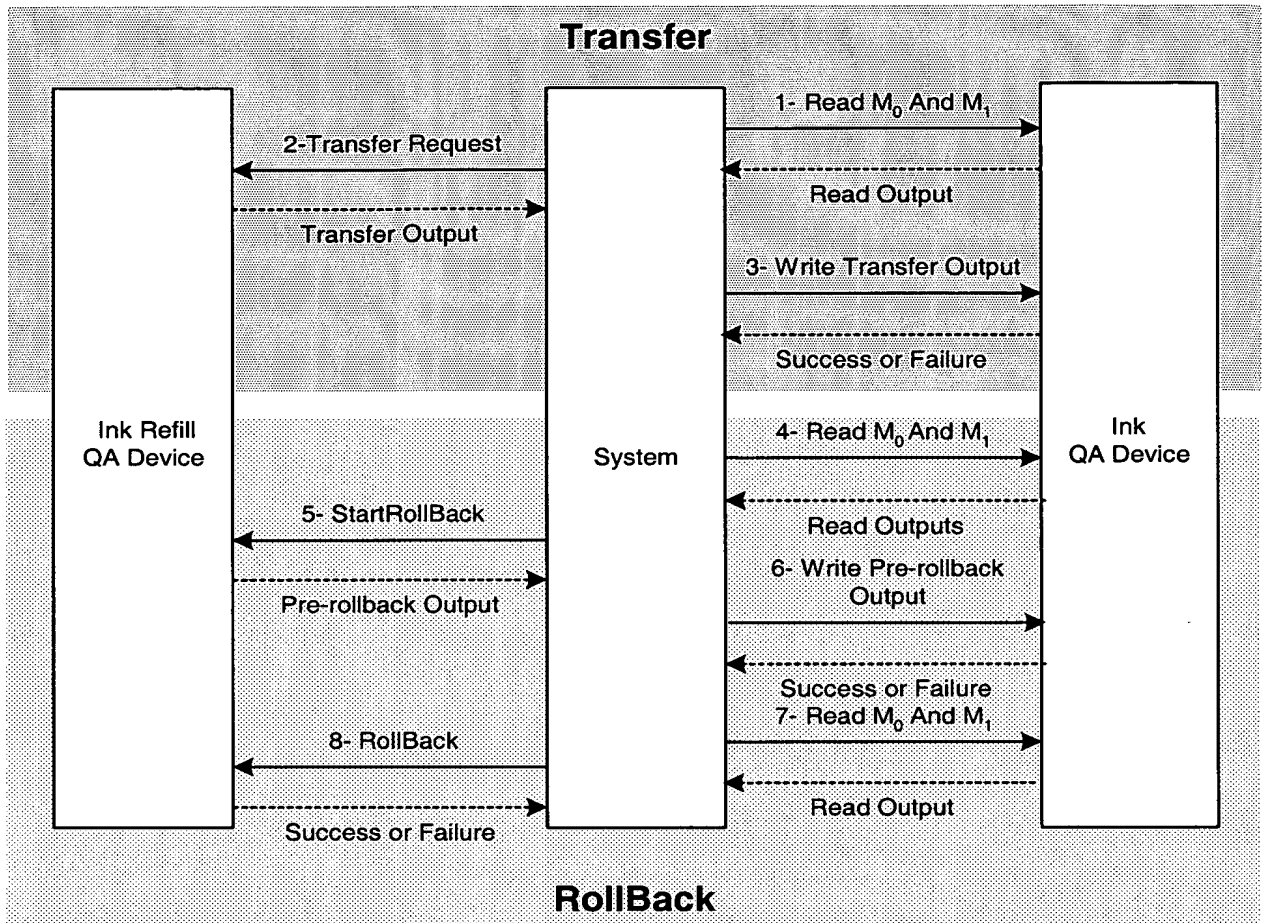 Transfer
1- Read M₀ And M₁
2-Transfer Request
Read Output
Transfer Output
3- Write Transfer Output
Success or Failure
Ink Refill
QA Device
System
Ink
QA Device
4- Read M₀ And M₁
Read Outputs
5- StartRollBack
6- Write Pre-rollback
Output
Pre-rollback Output
Success or Failure
7- Read M₀ And M₁
8- RollBack
Read Output
Success or Failure
RollBack